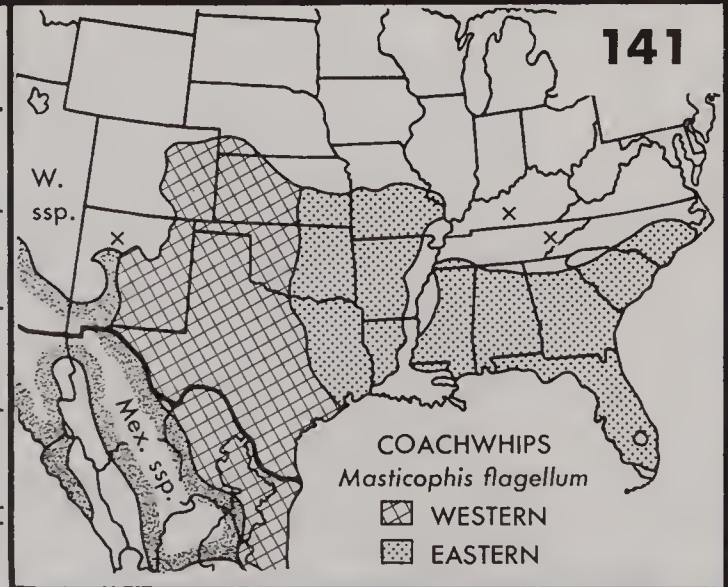 141
W.
ssp.
x
x
x
Mex. ssp.
COACHWHIPS
Masticophis flagellum
WESTERN
EASTERN